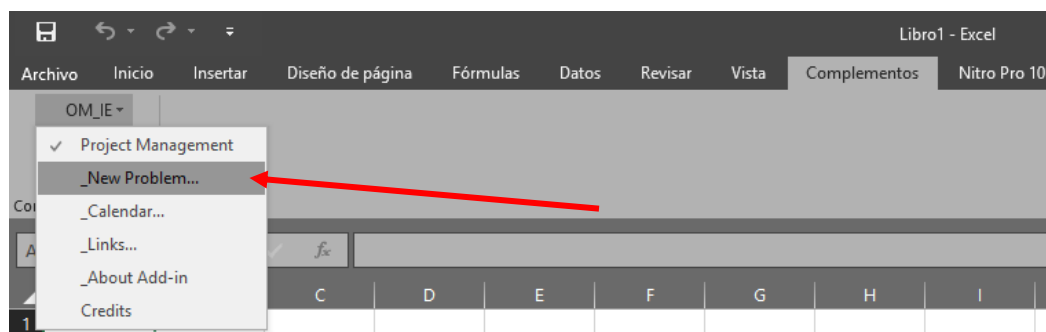 Libro1 - Excel
Archivo Inicio Insertar Diseño de página Fórmulas Datos Revisar Vista Complementos Nitro Pro 10
OM_IE
Project Management
_New Problem...
_Calendar...
_Links...
_About Add-in
Credits
fx
C D E F G H I
1